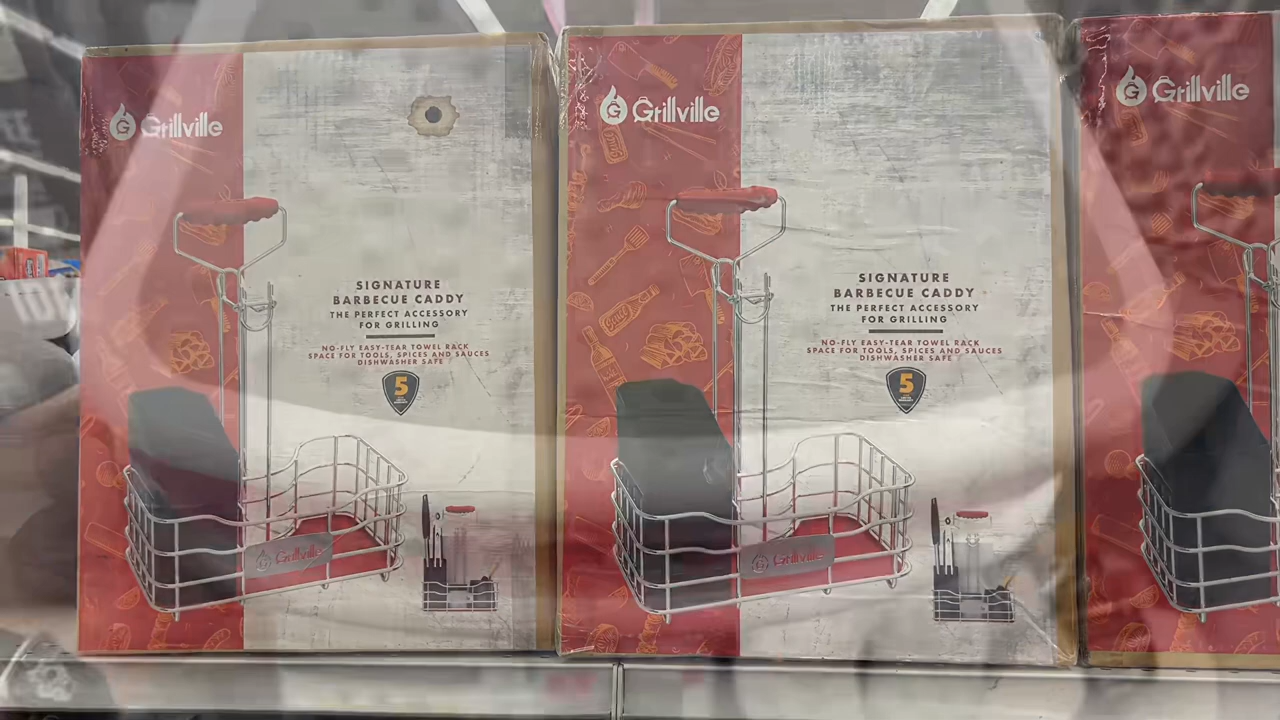 Grillville
SIGNATURE
BARBECUE CADDY
THE PERFECT ACCESSORY
FOR GRILLING
NO-FLY EASY-TEAR TOWEL RACK
SPACE FOR TOOLS, SPICES AND SAUCES
DISHWASHER SAFE
5
Grillville
Grillville
SIGNATURE
BARBECUE CADDY
THE PERFECT ACCESSORY
FOR GRILLING
NO-FLY EASY-TEAR TOWEL RACK
SPACE FOR TOOLS, SPICES AND SAUCES
DISHWASHER SAFE
5
Grillville
Grillville